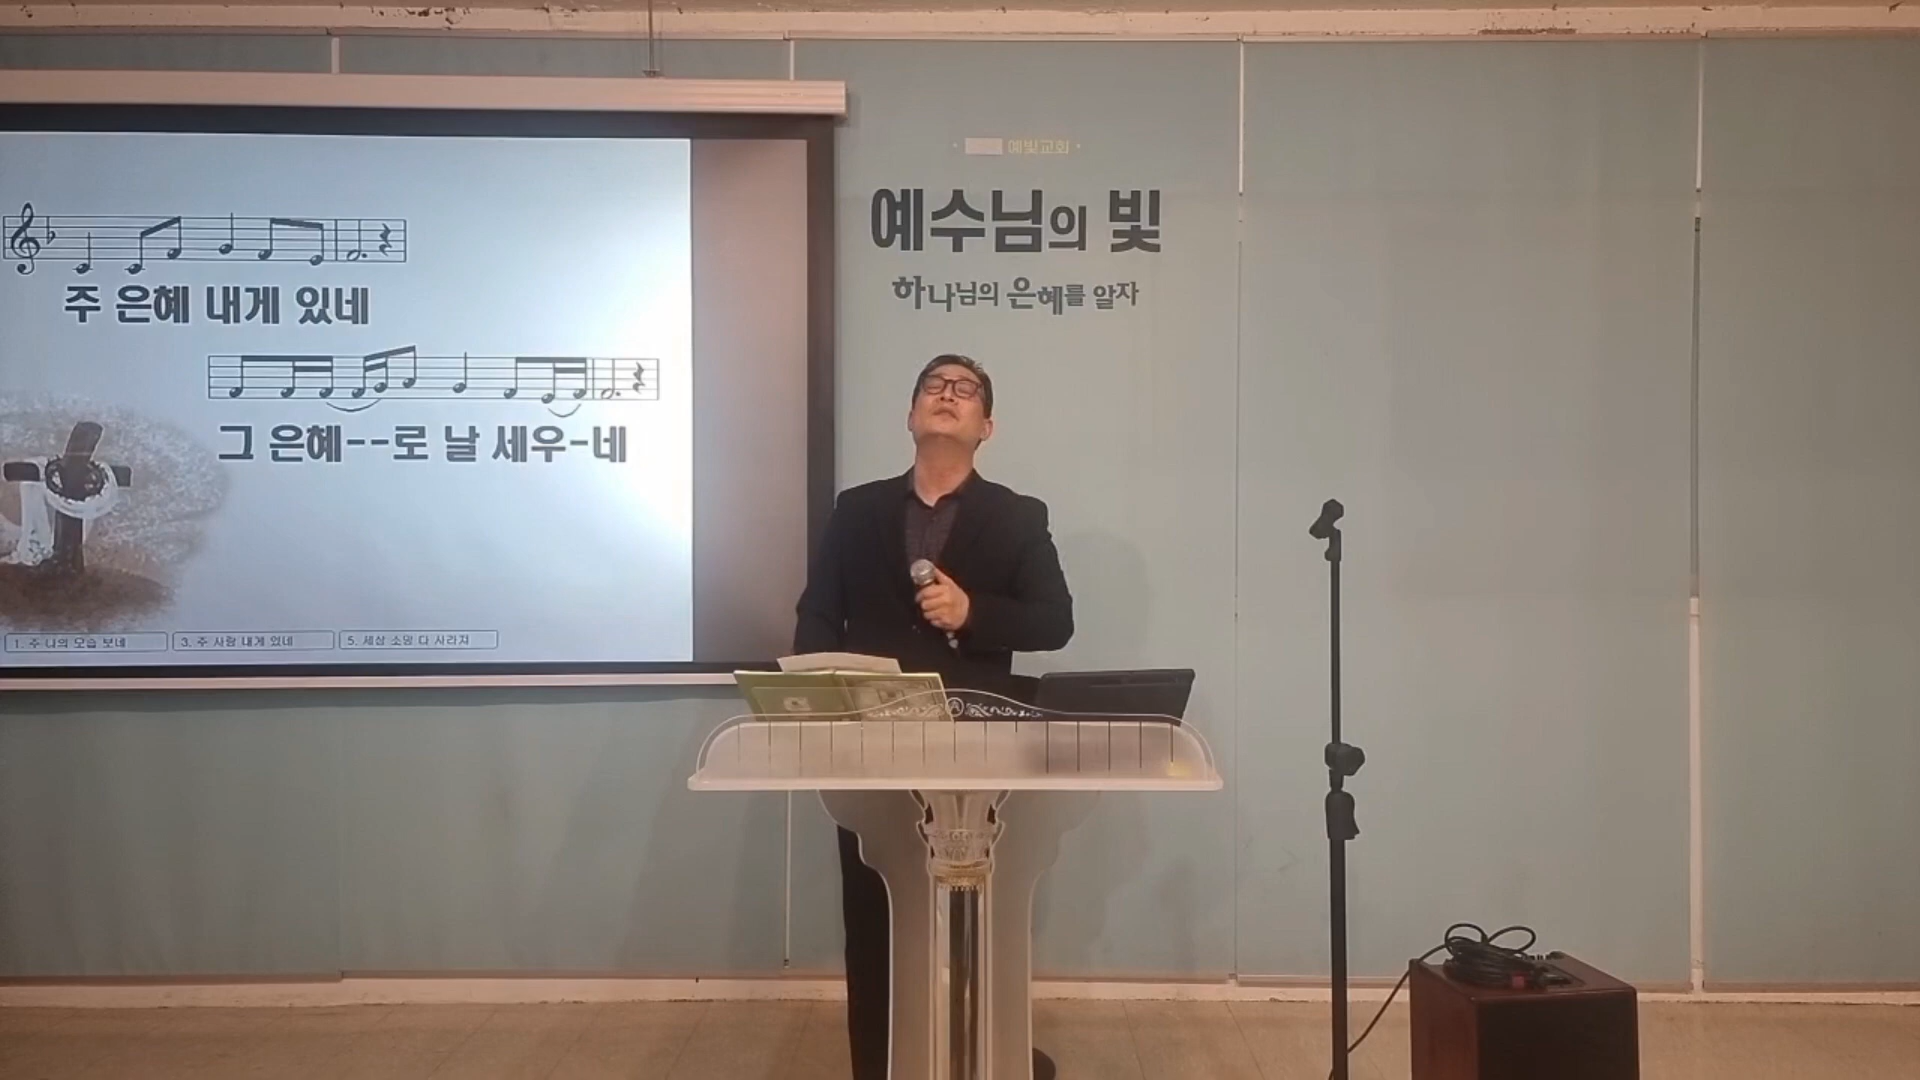 주 은혜 내게 있네
그 은혜--로 날 세우-네
1. 주 나의 모습 보네
3. 주 사랑 내게 있네
5. 세상 소망 다 사라져
예빛교회
예수님의 빛
하나님의 은혜를 알자